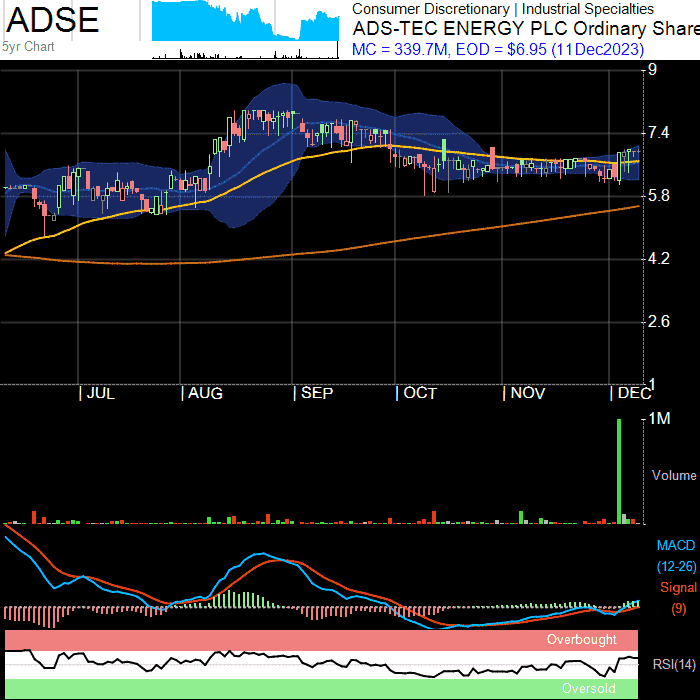 ADSE
5yr Chart
Consumer Discretionary | Industrial Specialties
ADS-TEC ENERGY PLC Ordinary Share
MC = 339.7M, EOD = $6.95 (11Dec2023)
9
7.4
5.8
4.2
2.6
1
| JUL | AUG | SEP | OCT | NOV | DEC
1M
Volume
MACD
(12-26)
Signal
(9)
Overbought
RSI(14)
Oversold